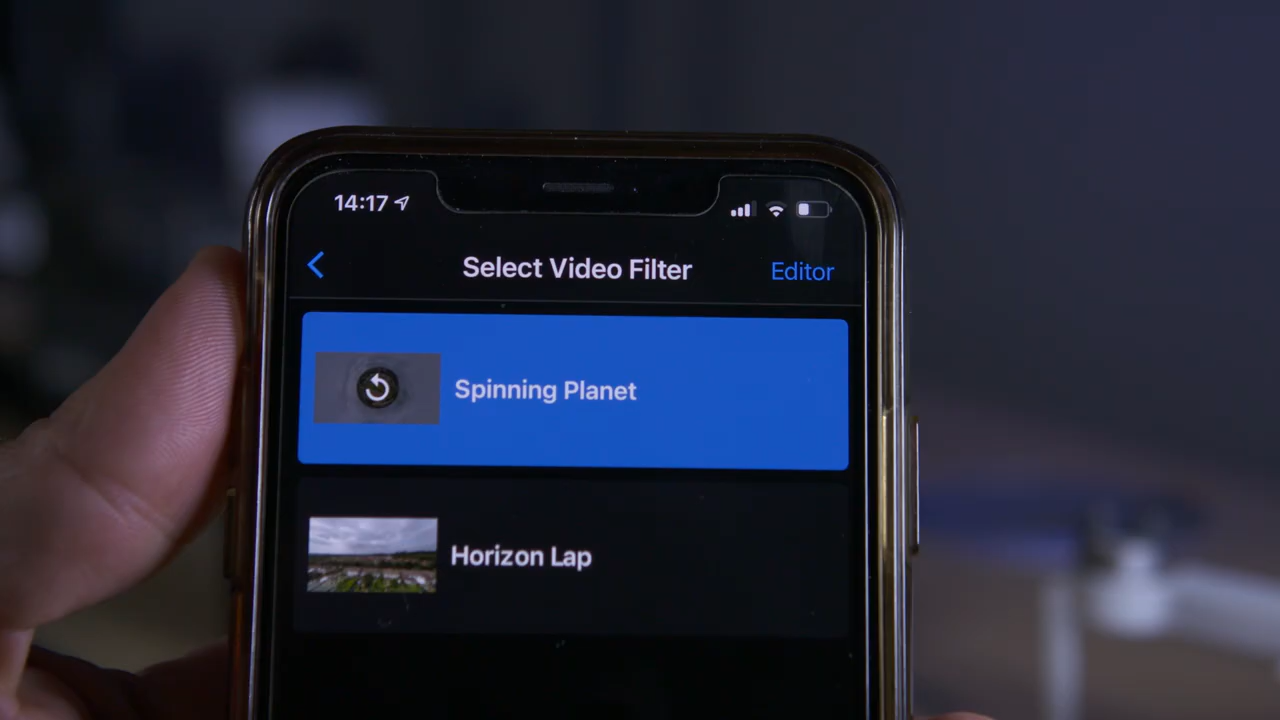 14:17
Select Video Filter
Editor
Spinning Planet
Horizon Lap